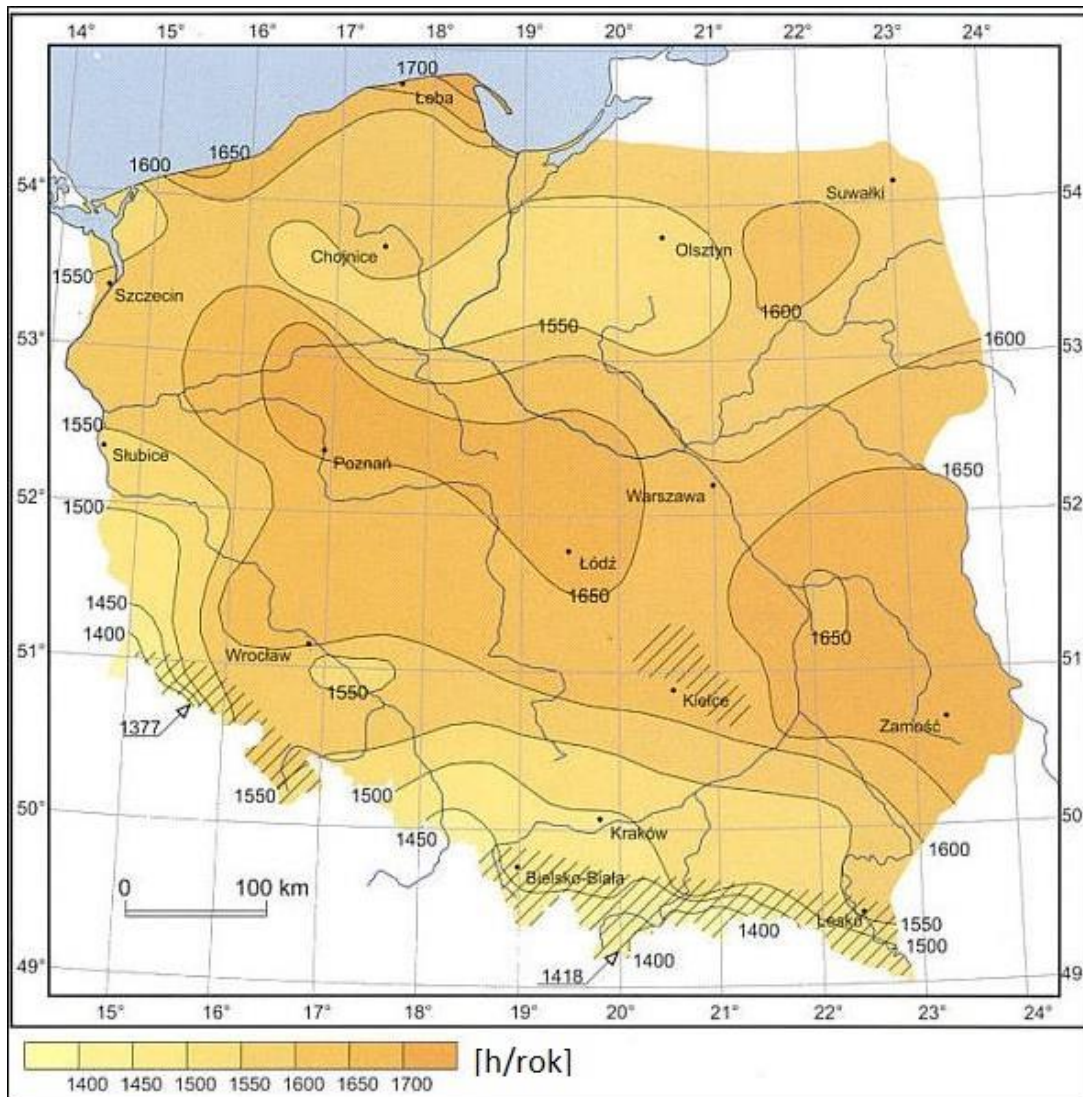 14° 15° 16° 17° 18° 19° 20° 21° 22° 23° 24°
1700
Łeba
1600
1650
54°
54°
Suwałki
Chojnice
Olsztyn
1550
Szczecin
1600
1550
53°
1600
53°
1550
Słubice
Poznań
1650
Warszawa
52°
1500
52°
Łódź
1650
1450
1400
1650
51°
Wrocław
51°
1550
Kielce
1377
Zamość
1550
1500
50°
50°
1450
Kraków
1600
0 100 km
Bielsko-Biała
Lesko
1550
1400
1500
49°
1418
1400
49°
15° 16° 17° 18° 19° 20° 21° 22° 23° 24°
[h/rok]
1400 1450 1500 1550 1600 1650 1700